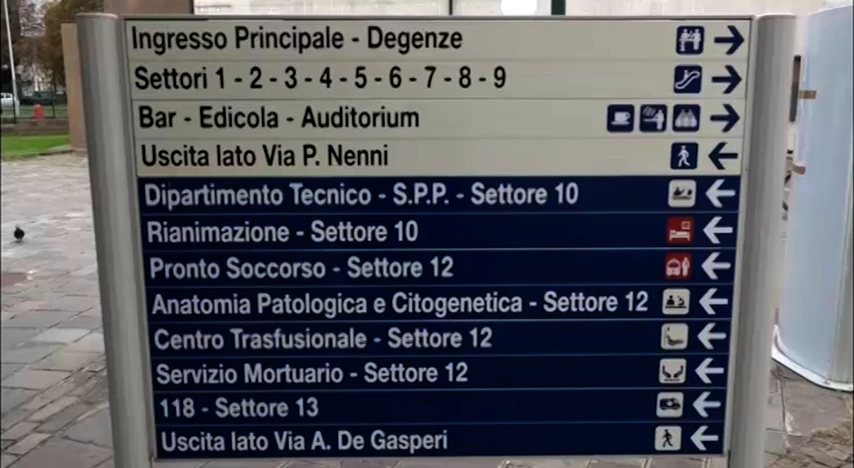 Ingresso Principale - Degenze
Settori 1 - 2 - 3 - 4 - 5 - 6 - 7 - 8 - 9
Bar - Edicola - Auditorium
Uscita lato Via P. Nenni
Dipartimento Tecnico - S.P.P. - Settore 10
Rianimazione - Settore 10
Pronto Soccorso - Settore 12
Anatomia Patologica e Citogenetica - Settore 12
Centro Trasfusionale - Settore 12
Servizio Mortuario - Settore 12
118 - Settore 13
Uscita lato Via A. De Gasperi